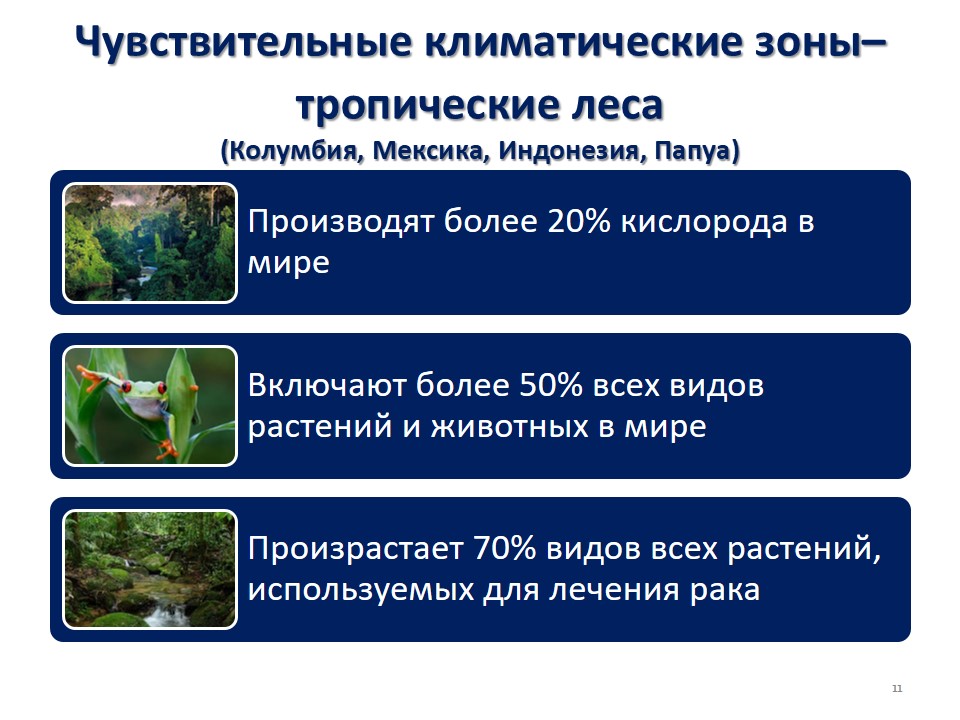 Чувствительные климатические зоны–
тропические леса
(Колумбия, Мексика, Индонезия, Папуа)
Производят более 20% кислорода в
мире
Включают более 50% всех видов
растений и животных в мире
Произрастает 70% видов всех растений,
используемых для лечения рака
11